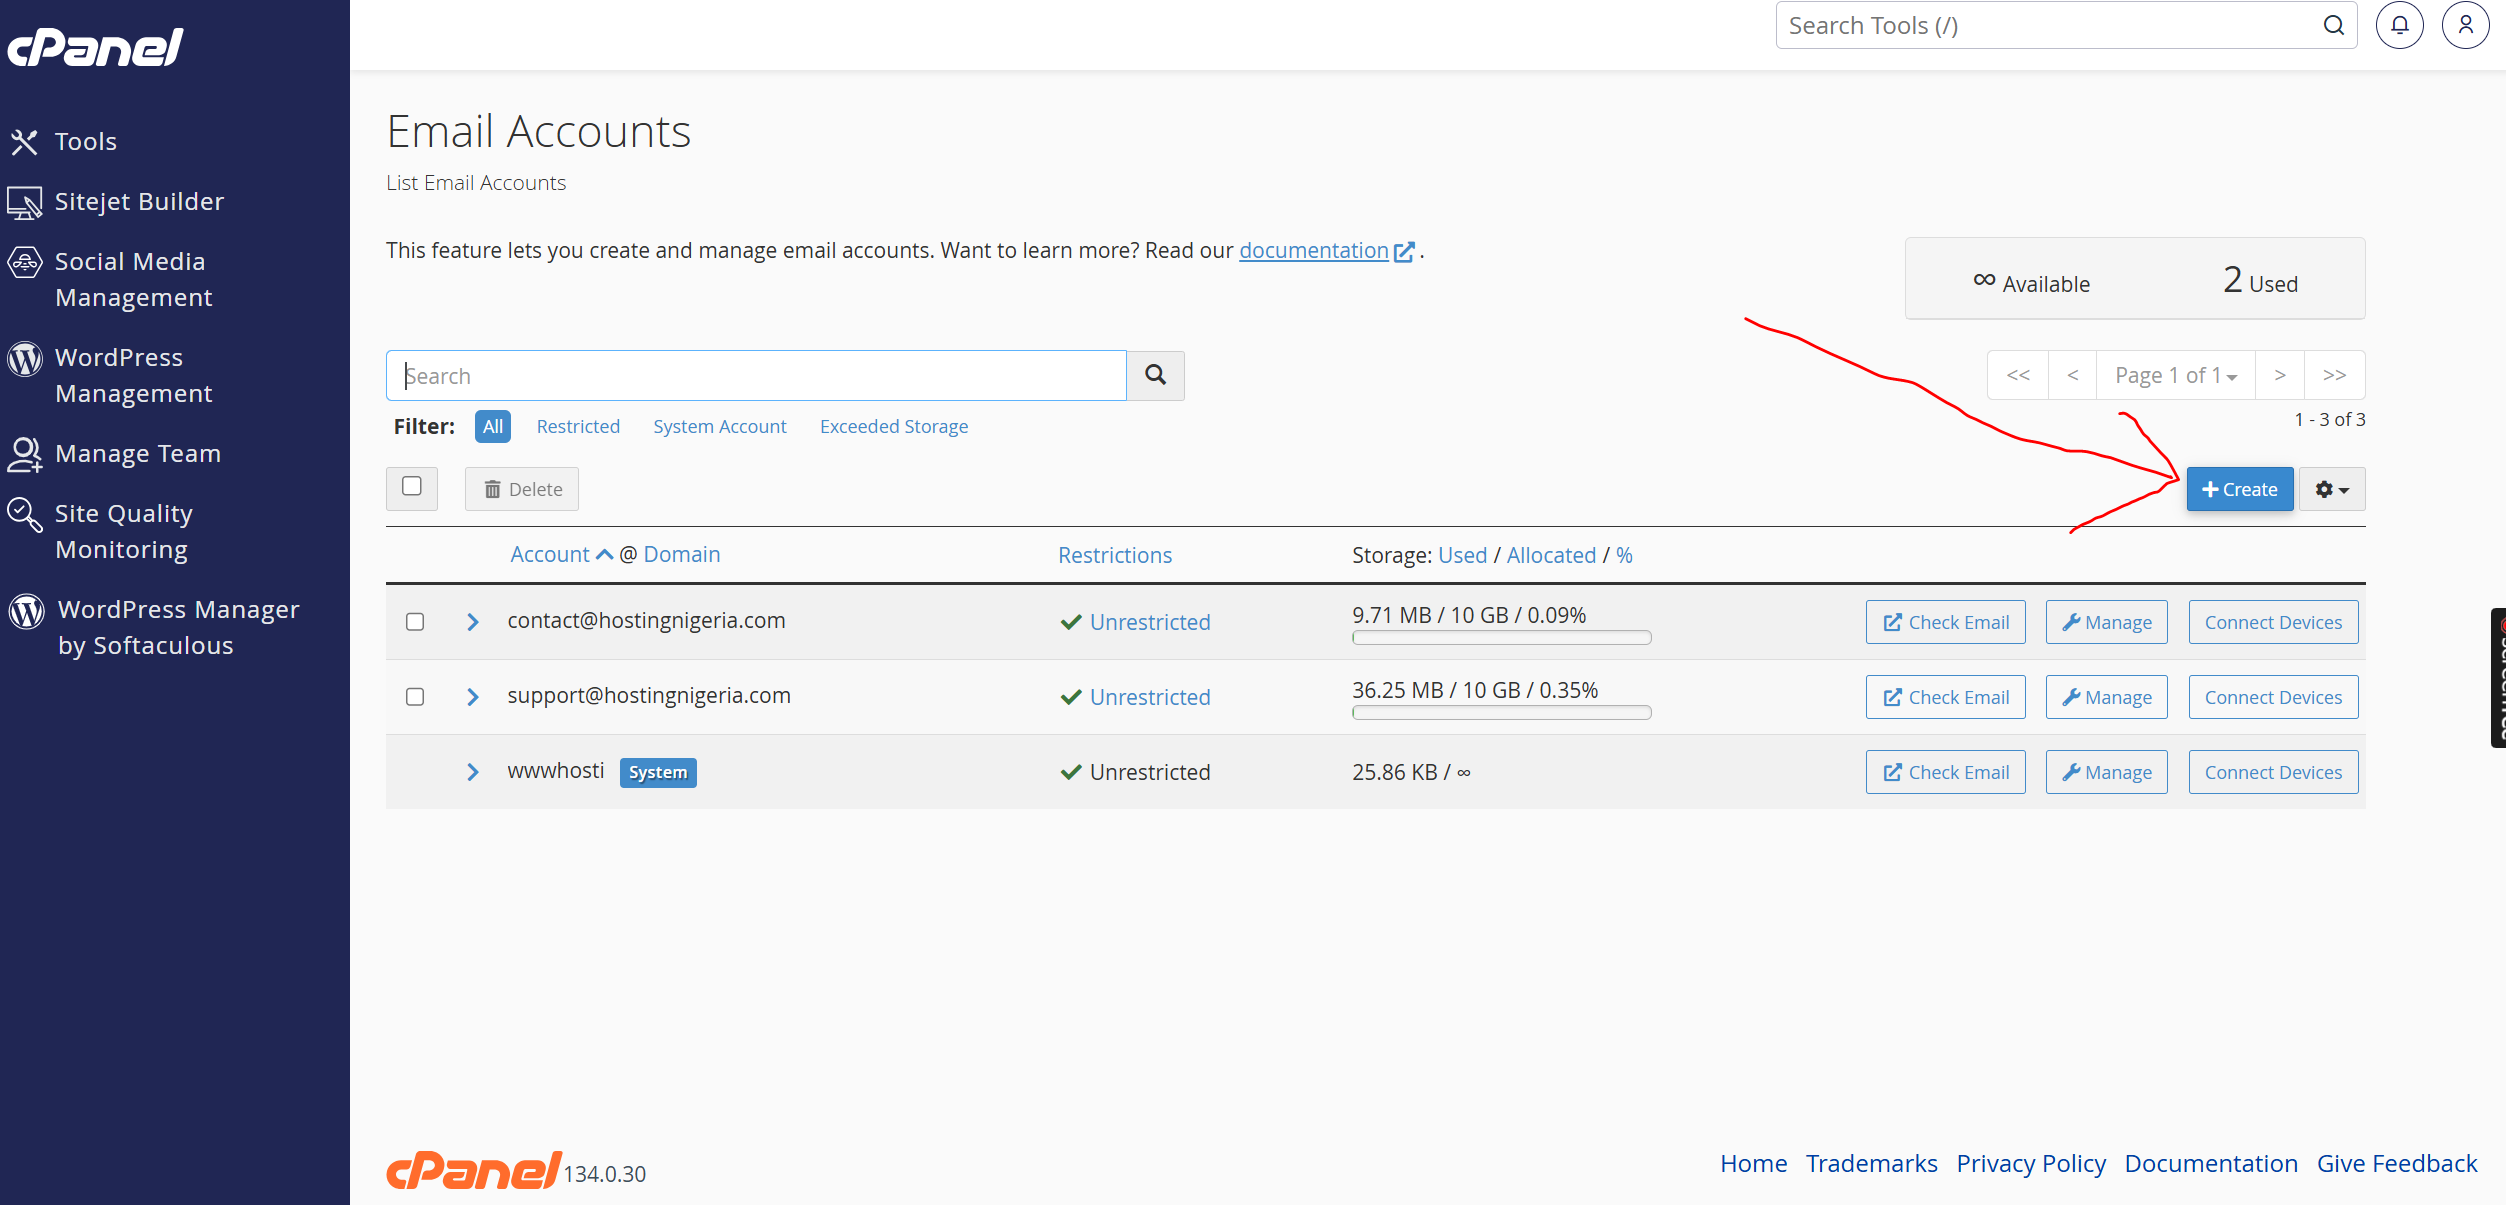 cPanel
Search Tools (/)
Tools
Sitejet Builder
Social Media
Management
WordPress
Management
Manage Team
Site Quality
Monitoring
WordPress Manager
by Softaculous
Email Accounts
List Email Accounts
This feature lets you create and manage email accounts. Want to learn more? Read our documentation .
∞ Available 2 Used
Search
<< < Page 1 of 1 > >>
Filter: All Restricted System Account Exceeded Storage
1 - 3 of 3
Delete
+ Create
Account @ Domain Restrictions Storage: Used / Allocated / %
contact@hostingnigeria.com Unrestricted 9.71 MB / 10 GB / 0.09% Check Email Manage Connect Devices
support@hostingnigeria.com Unrestricted 36.25 MB / 10 GB / 0.35% Check Email Manage Connect Devices
wwwhosti System Unrestricted 25.86 KB / ∞ Check Email Manage Connect Devices
cPanel 134.0.30
Home Trademarks Privacy Policy Documentation Give Feedback